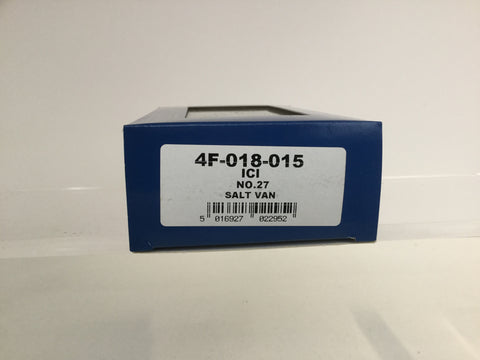 4F-018-015
ICI
NO.27
SALT VAN
5 016927 022952